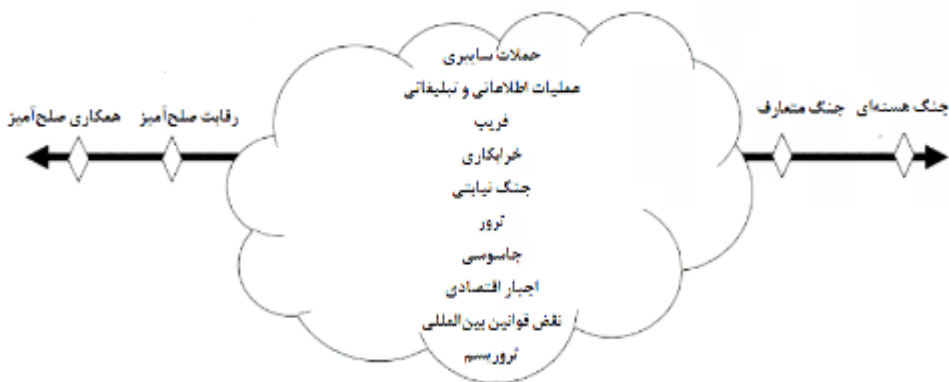 حملات سایبری
عملیات اطلاعاتی و تبلیغاتی
فریب
خرابکاری
جنگ نیابتی
ترور
جاسوسی
اجبار اقتصادی
نقض قوانین بین‌المللی
تروریسم
جنگ هسته‌ای
جنگ متعارف
رقابت صلح‌آمیز
همکاری صلح‌آمیز